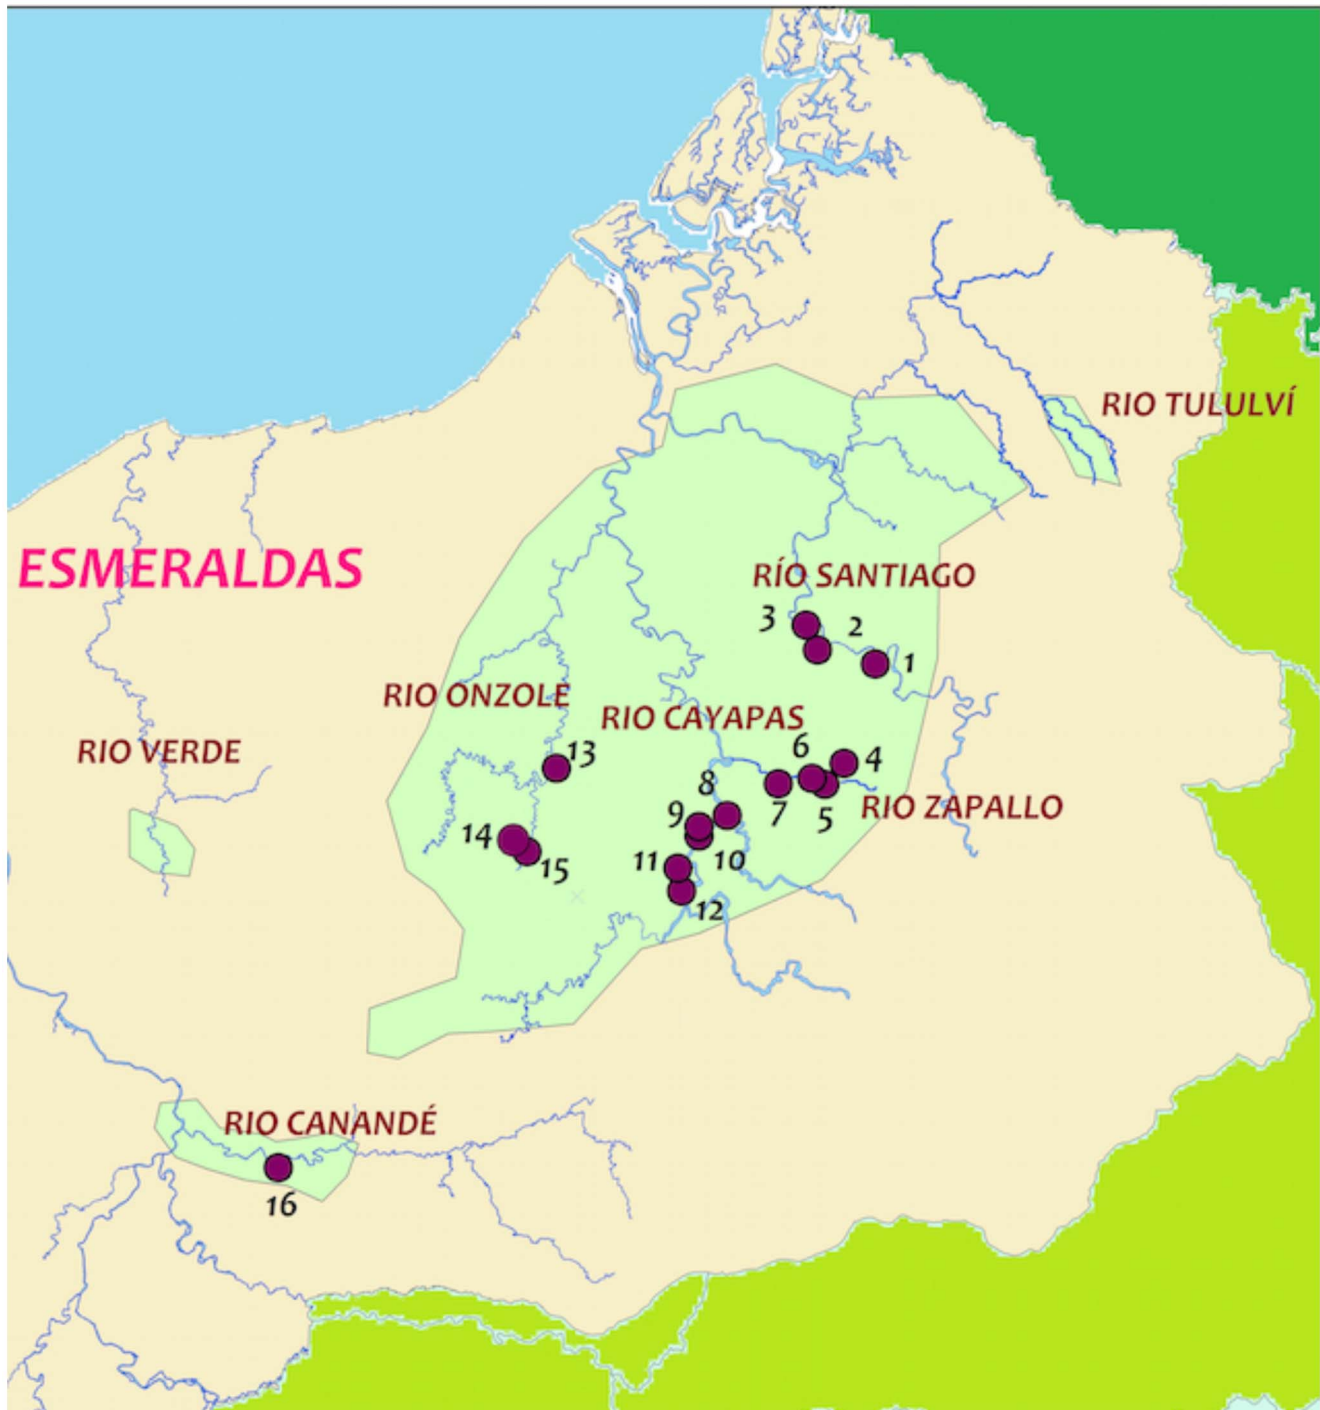 RIO TULULVÍ
ESMERALDAS
RÍO SANTIAGO
3
2
1
RIO ONZOLE
RIO CAYAPAS
RIO VERDE
13
6
4
8
7
5
RIO ZAPALLO
9
14
10
15
11
12
RIO CANANDÉ
16